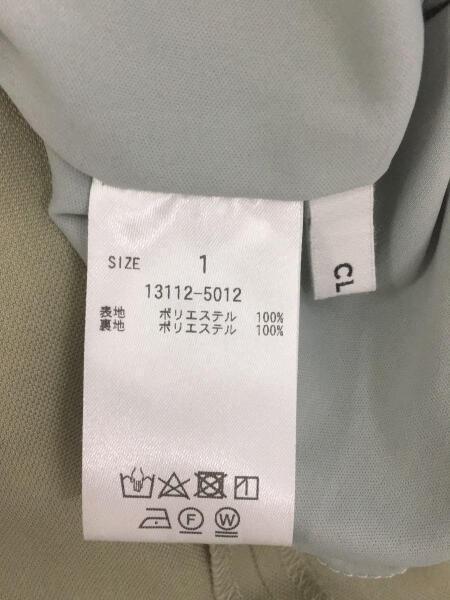 SIZE 1
13112-5012
表地 ポリエステル 100%
裏地 ポリエステル 100%
F W
CL